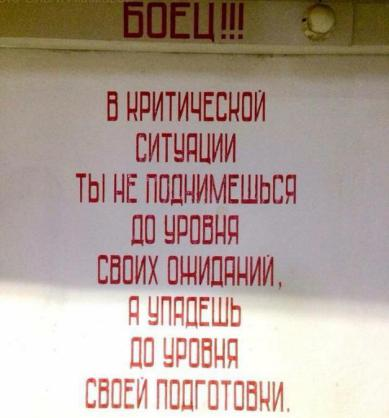 БОЕЦ!!!
В КРИТИЧЕСКОЙ
СИТУАЦИИ
ТЫ НЕ ПОДНИМЕШЬСЯ
ДО УРОВНЯ
СВОИХ ОЖИДАНИЙ,
А УПАДЕШЬ
ДО УРОВНЯ
СВОЕЙ ПОДГОТОВКИ.